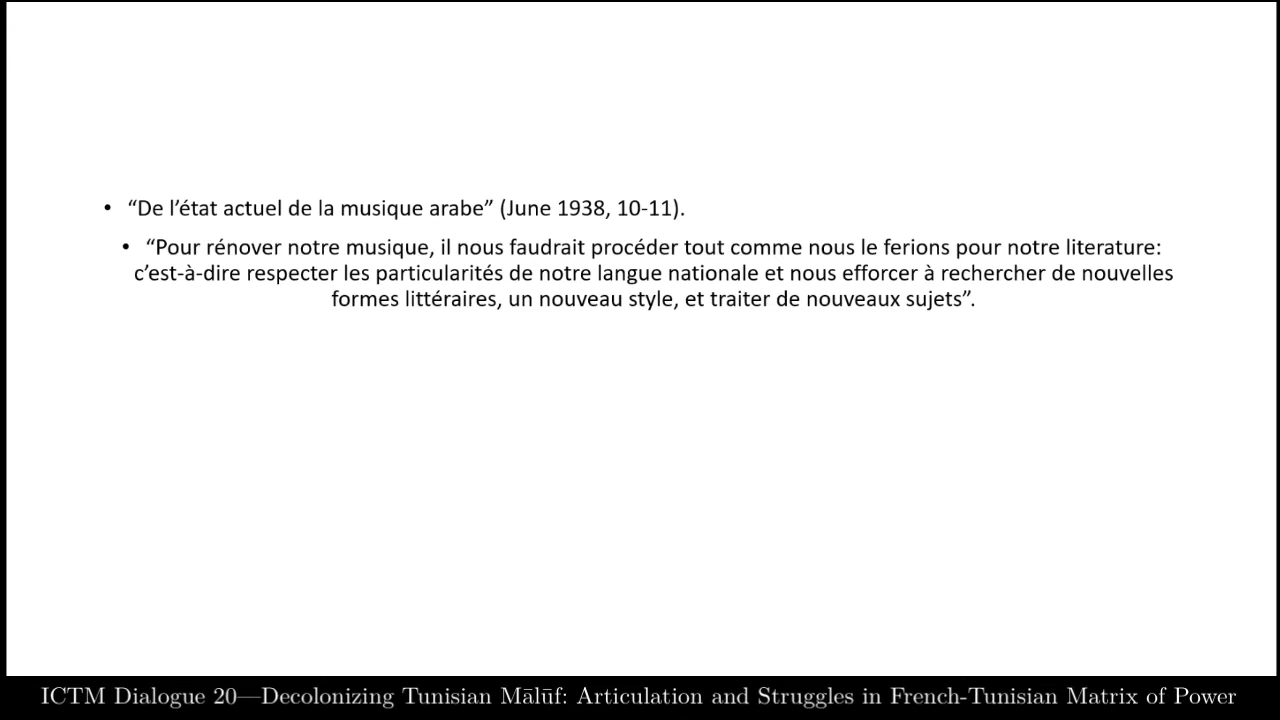 • “De l’état actuel de la musique arabe” (June 1938, 10-11).
• “Pour rénover notre musique, il nous faudrait procéder tout comme nous le ferions pour notre literature:
c’est-à-dire respecter les particularités de notre langue nationale et nous efforcer à rechercher de nouvelles
formes littéraires, un nouveau style, et traiter de nouveaux sujets”.
ICTM Dialogue 20—Decolonizing Tunisian Mālūf: Articulation and Struggles in French-Tunisian Matrix of Power